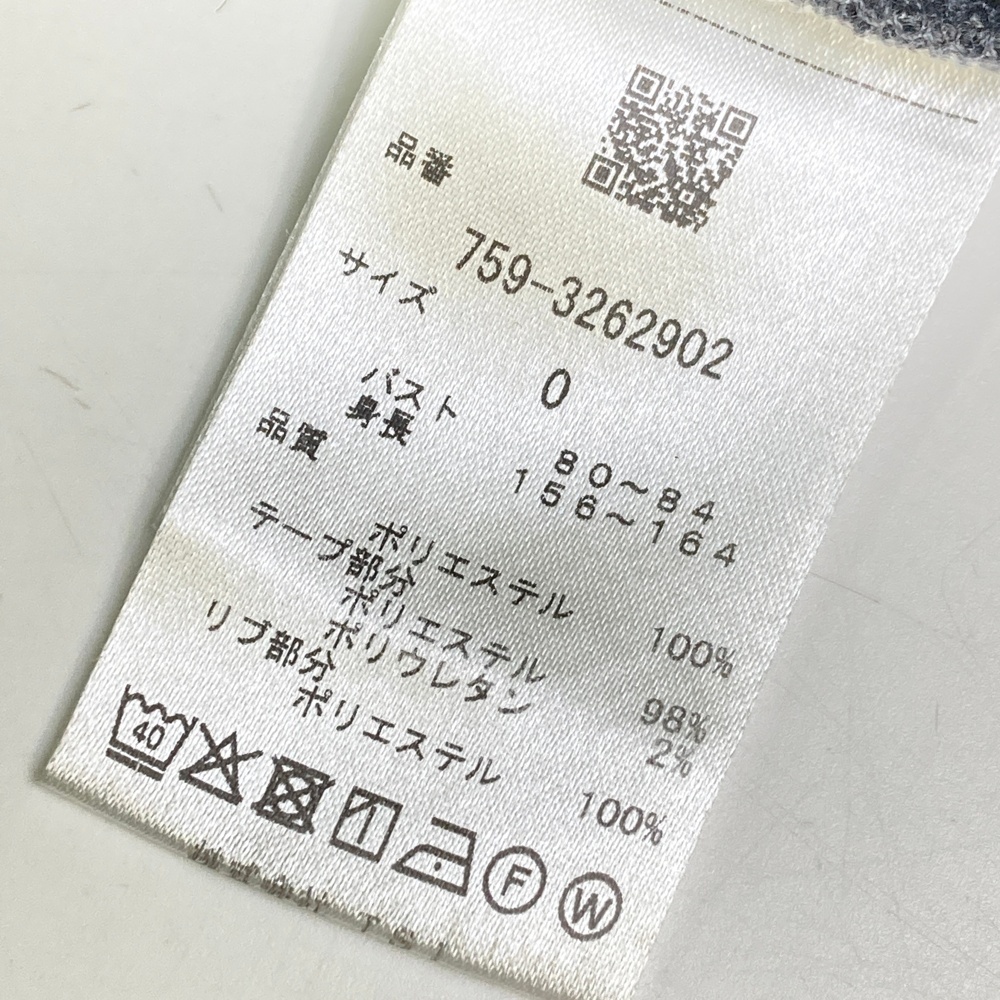 品番
759-3262902
サイズ
0
バスト 80~84
身長 156~164
品質
ポリエステル 100%
テープ部分
ポリエステル 98%
ポリウレタン 2%
リブ部分
ポリエステル 100%
40 F W